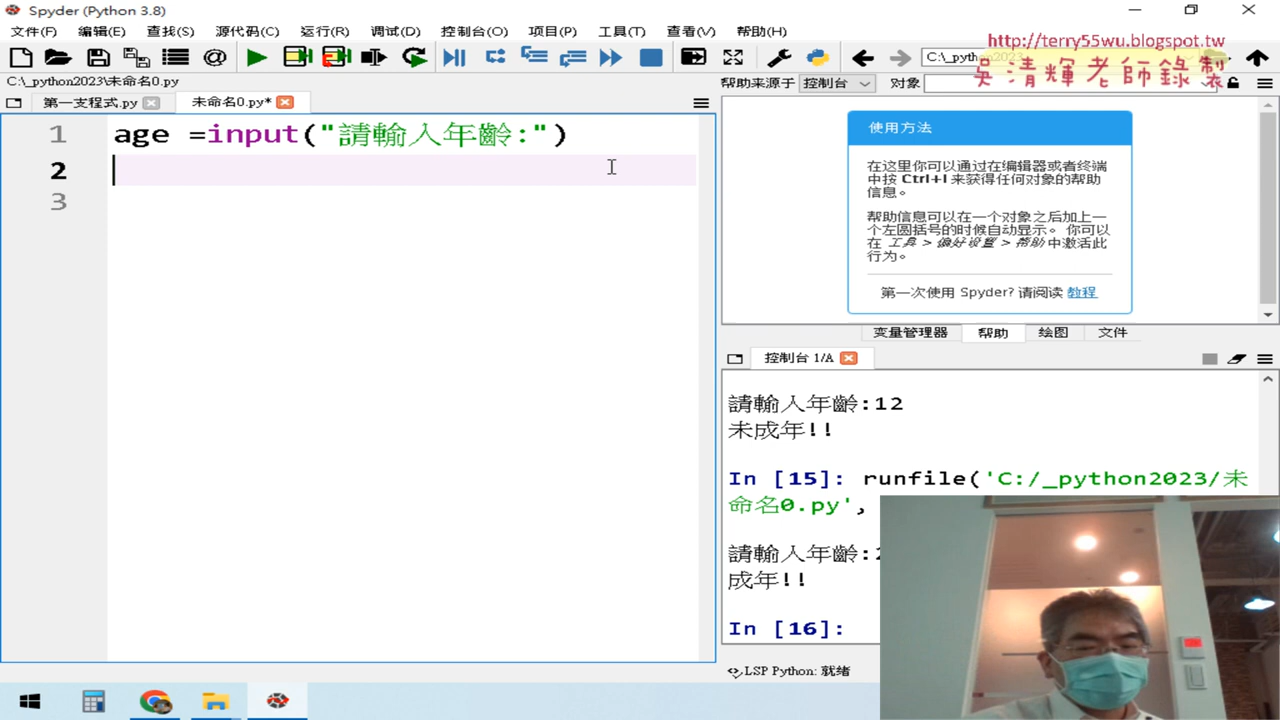 Spyder (Python 3.8)
文件(F) 编辑(E) 查找(S) 源代码(C) 运行(R) 调试(D) 控制台(O) 项目(P) 工具(T) 查看(V) 帮助(H)
http://terry55wu.blogspot.tw
吳清輝老師錄製
C:\_python2023\未命名0.py
第一支程式.py
未命名0.py*
1 age =input("請輸入年齡:")
2
3
帮助来源于 控制台 对象
使用方法
在这里你可以通过在编辑器或者终端
中按 Ctrl+I 来获得任何对象的帮助
信息。
帮助信息可以在一个对象之后加上一
个左圆括号的时候自动显示。 你可以
在 工具 > 偏好设置 > 帮助 中激活此
行为。
第一次使用 Spyder? 请阅读 教程
变量管理器 帮助 绘图 文件
控制台 1/A
請輸入年齡:12
未成年!!
In [15]: runfile('C:/_python2023/未
命名0.py',
請輸入年齡:
成年!!
In [16]:
LSP Python: 就绪